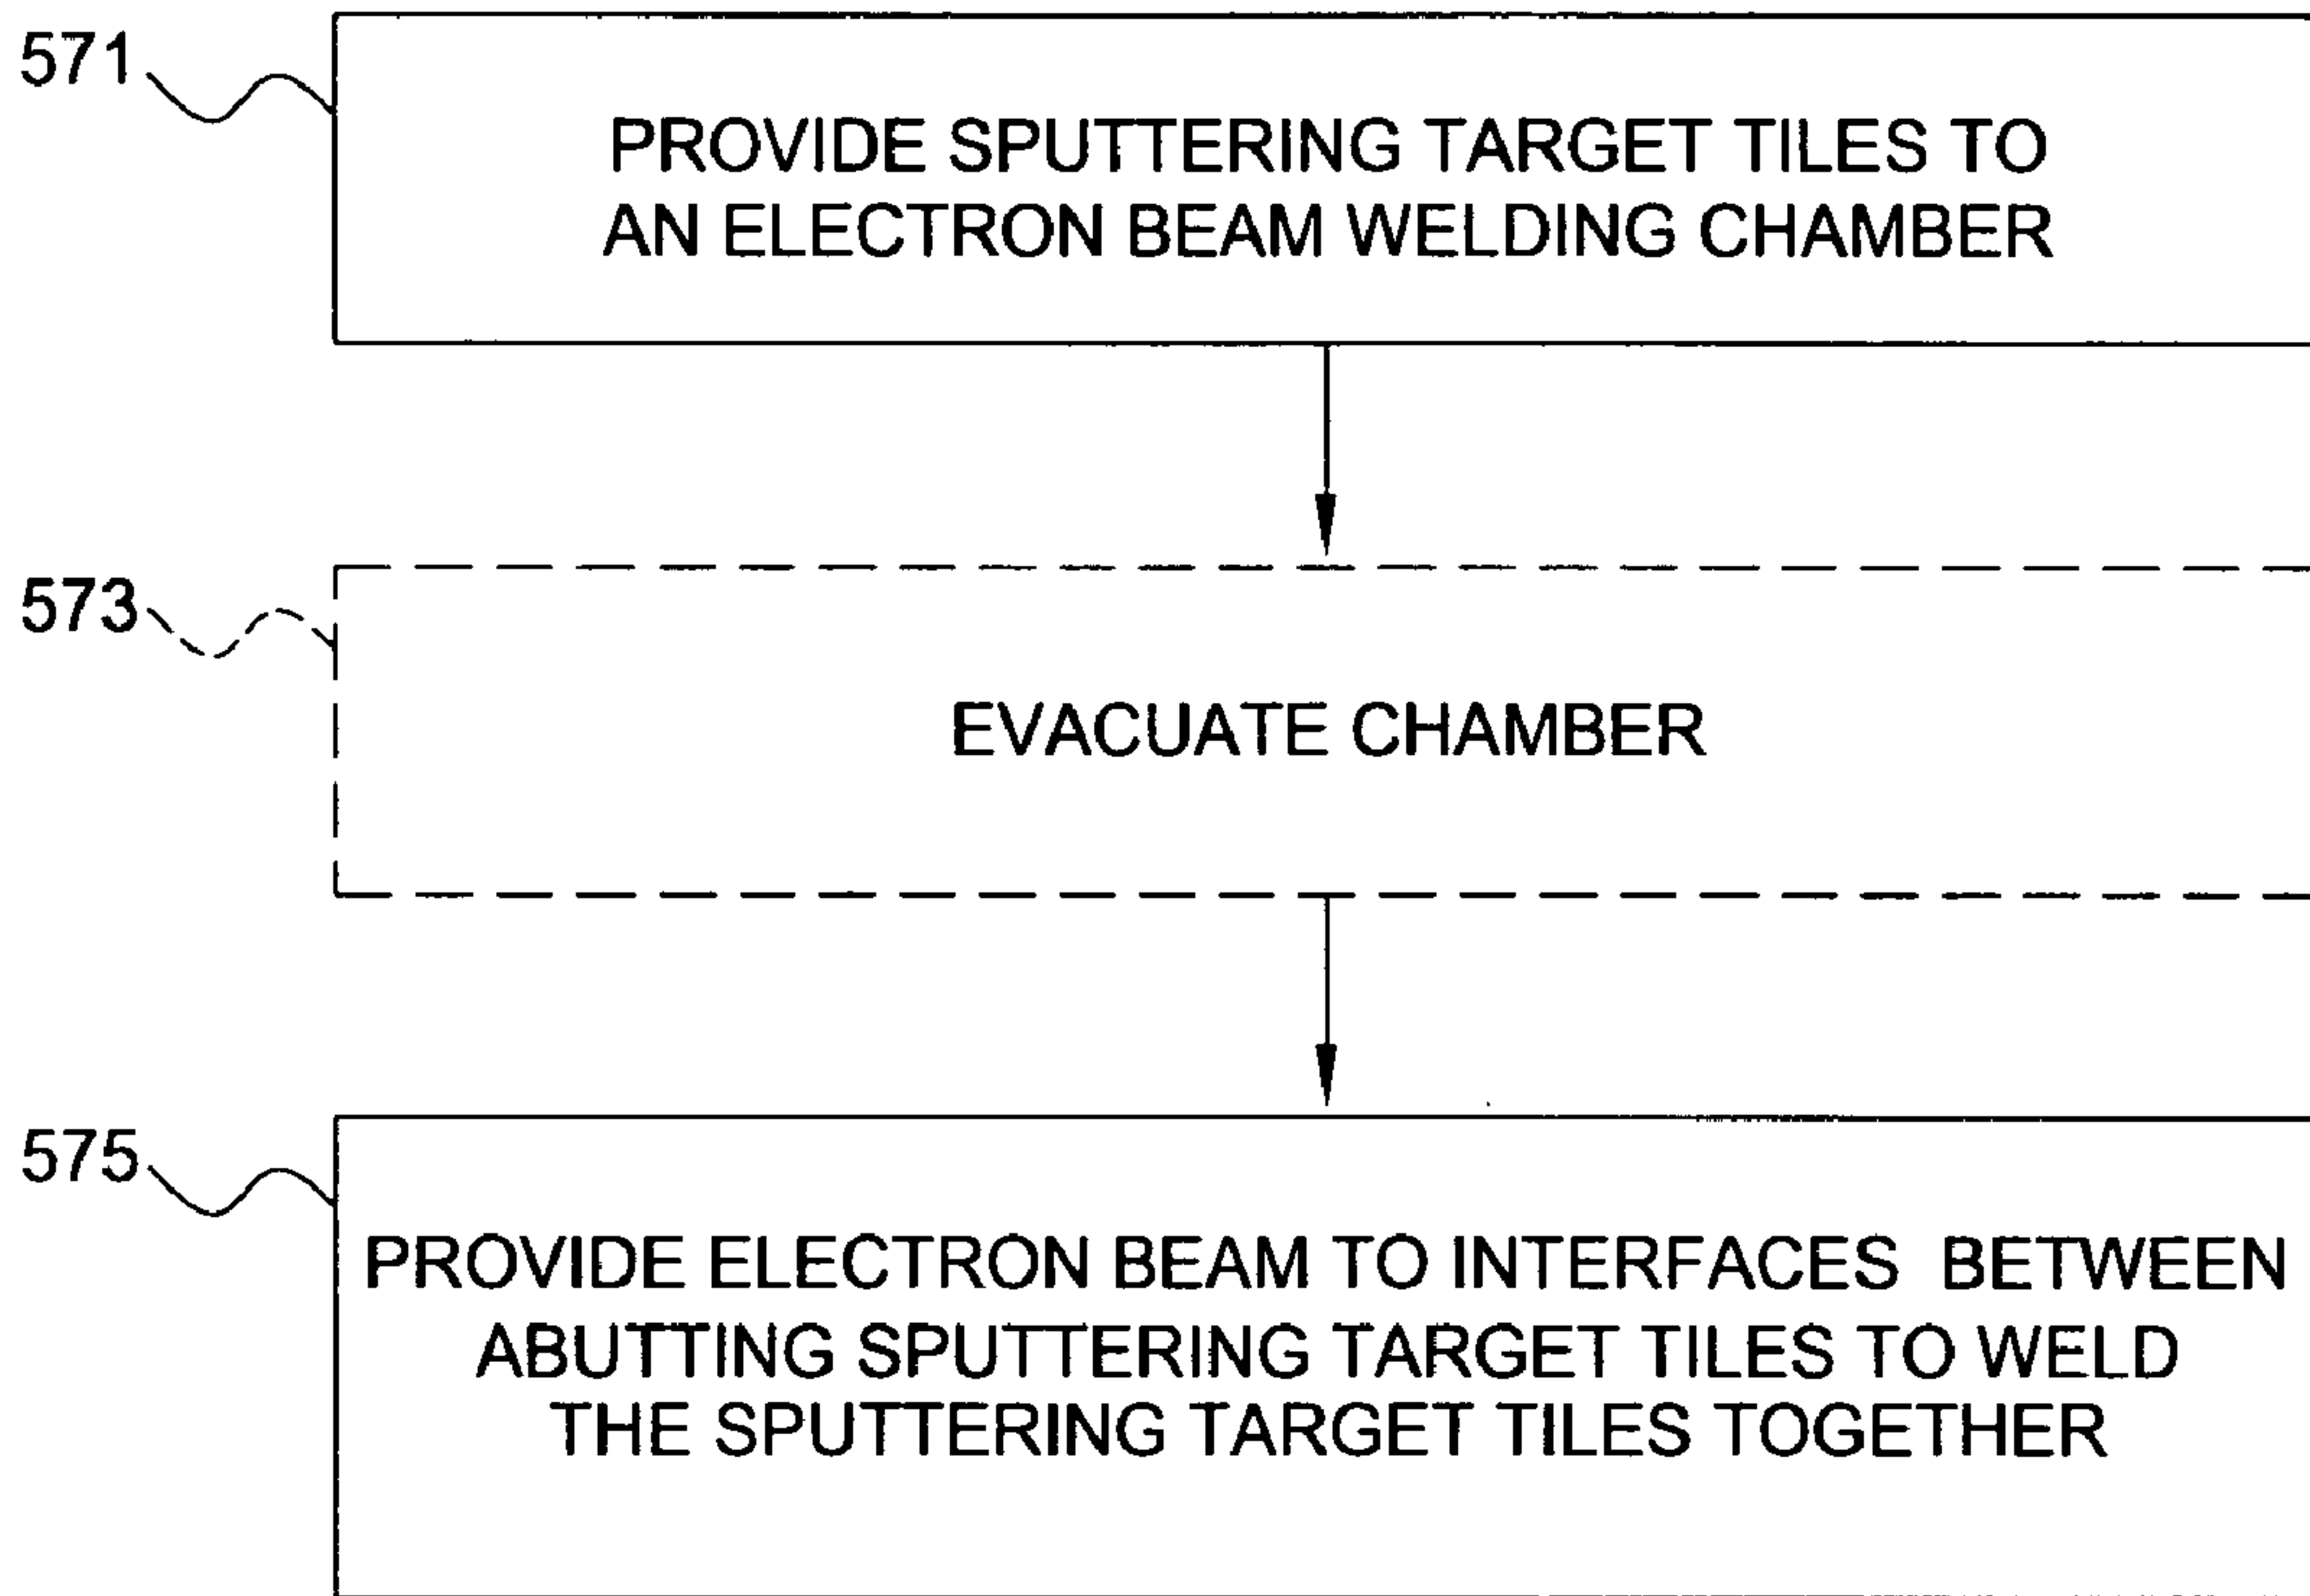 571
PROVIDE SPUTTERING TARGET TILES TO
AN ELECTRON BEAM WELDING CHAMBER
573
EVACUATE CHAMBER
575
PROVIDE ELECTRON BEAM TO INTERFACES BETWEEN
ABUTTING SPUTTERING TARGET TILES TO WELD
THE SPUTTERING TARGET TILES TOGETHER